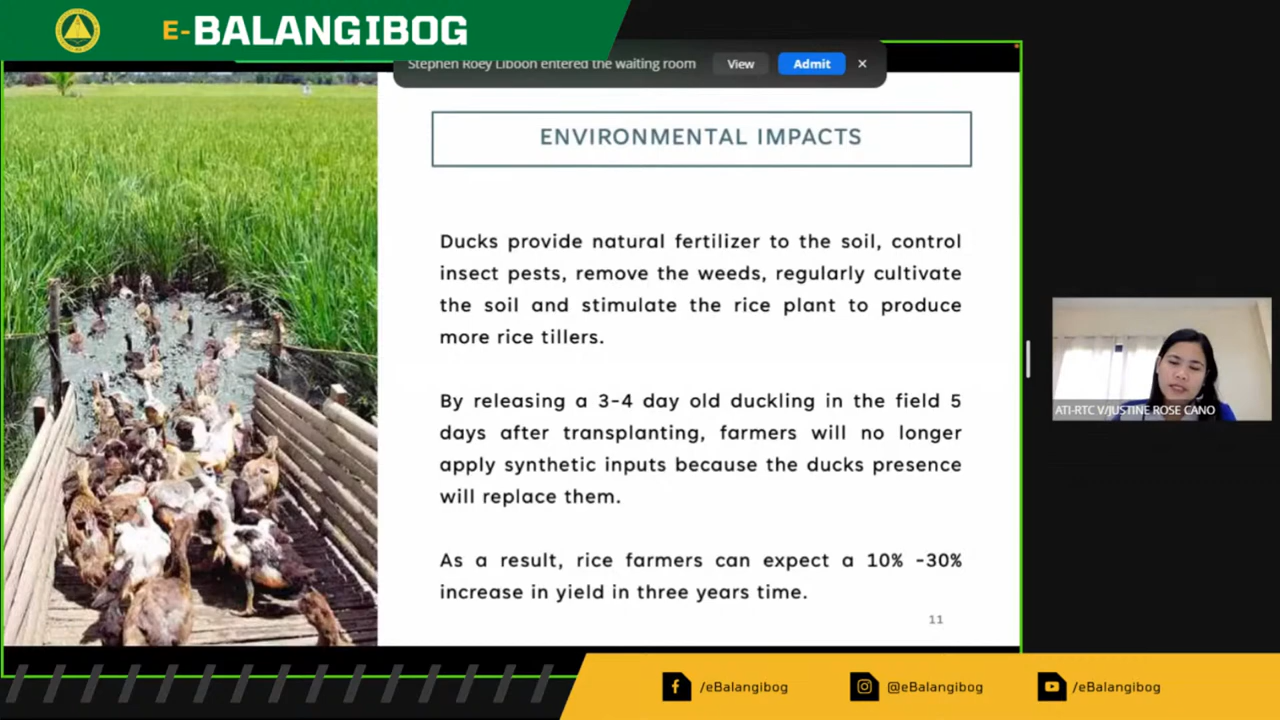 E-BALANGIBOG
Stephen Roey Liboon entered the waiting room
View
Admit
ENVIRONMENTAL IMPACTS
Ducks provide natural fertilizer to the soil, control
insect pests, remove the weeds, regularly cultivate
the soil and stimulate the rice plant to produce
more rice tillers.
By releasing a 3-4 day old duckling in the field 5
days after transplanting, farmers will no longer
apply synthetic inputs because the ducks presence
will replace them.
As a result, rice farmers can expect a 10% -30%
increase in yield in three years time.
11
ATI-RTC V/JUSTINE ROSE CANO
/eBalangibog
@eBalangibog
/eBalangibog